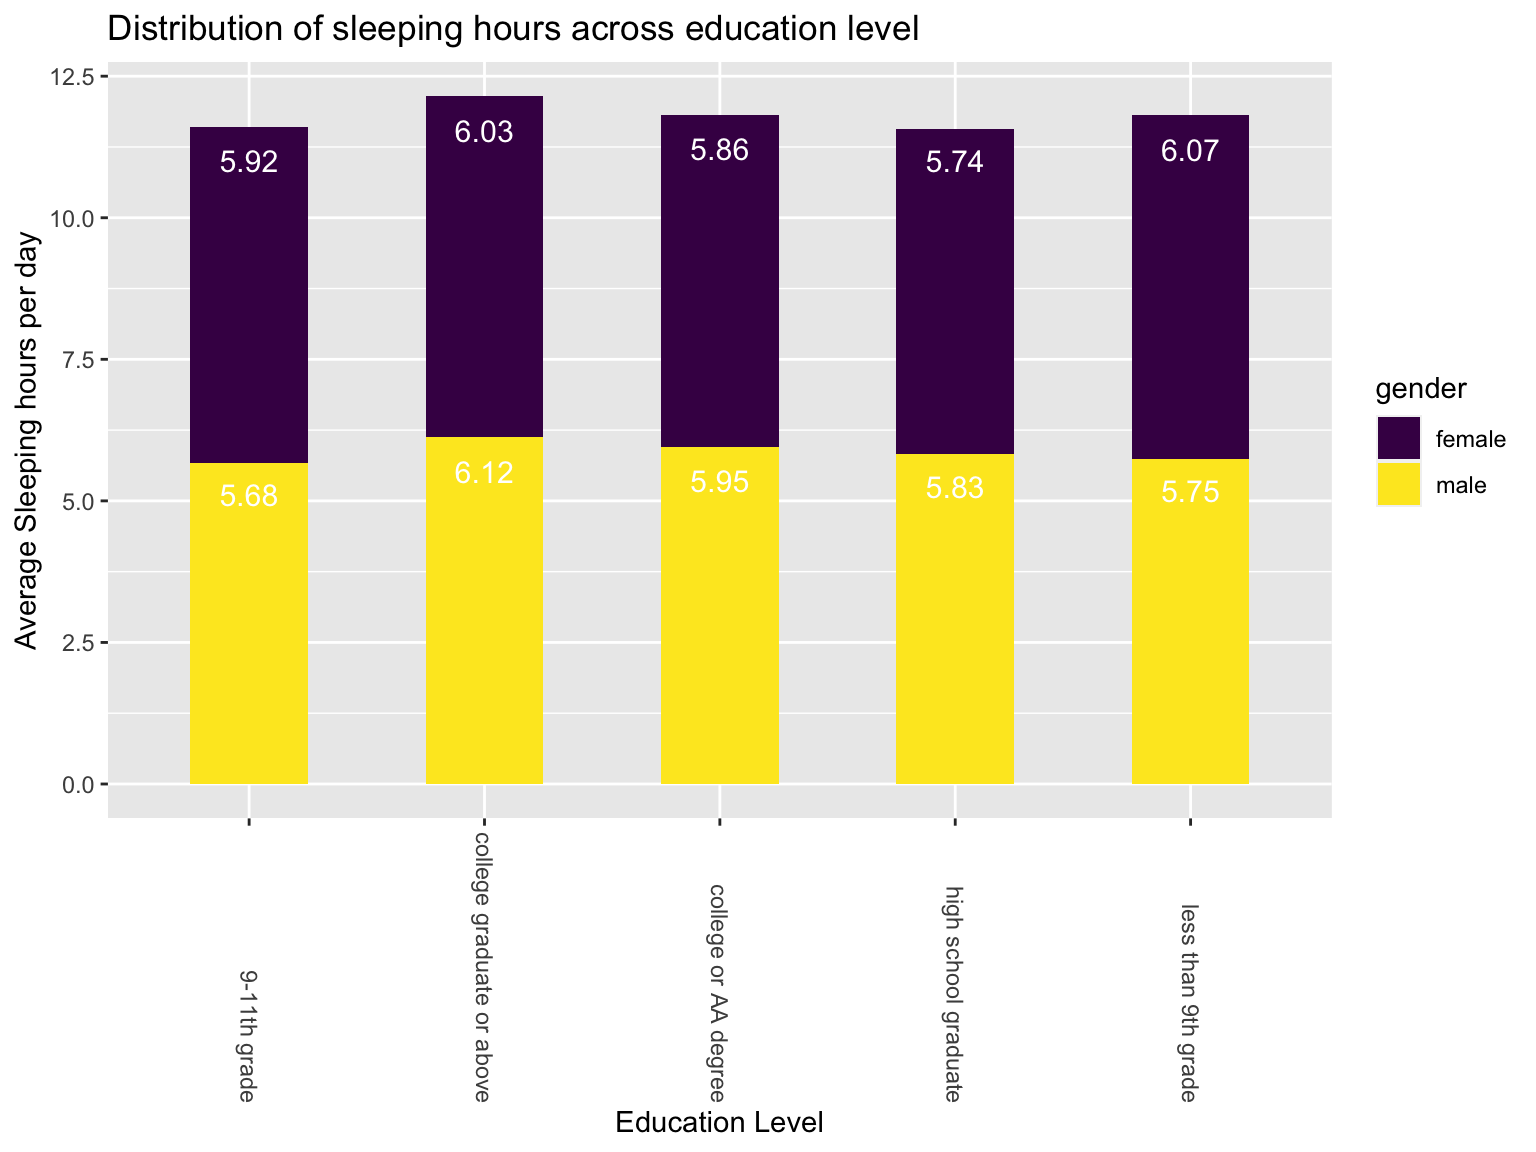 Distribution of sleeping hours across education level
Average Sleeping hours per day
12.5
10.0
7.5
5.0
2.5
0.0
5.92
6.03
5.86
5.74
6.07
5.68
6.12
5.95
5.83
5.75
gender
female
male
9-11th grade
college graduate or above
college or AA degree
high school graduate
less than 9th grade
Education Level